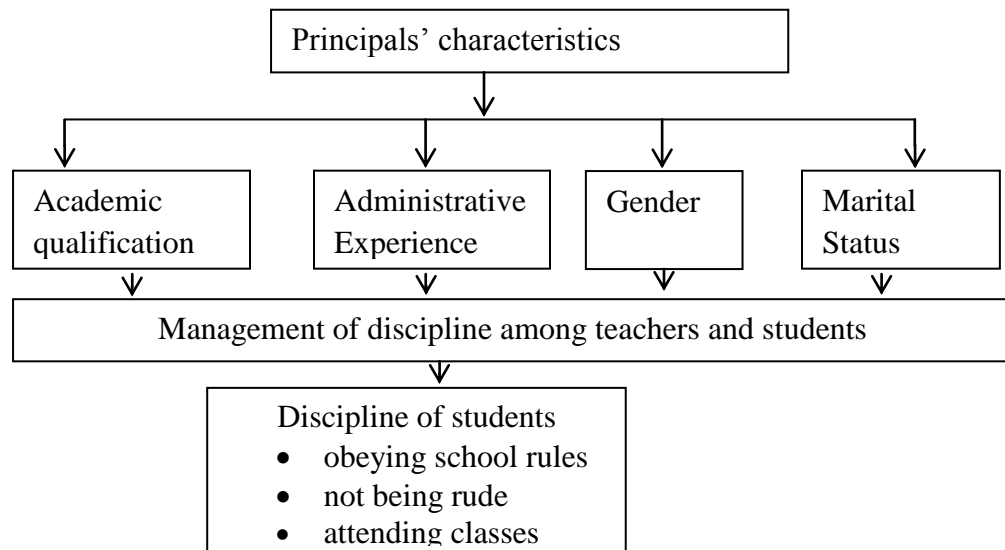 Principals’ characteristics
Academic
qualification
Administrative
Experience
Gender
Marital
Status
Management of discipline among teachers and students
Discipline of students
• obeying school rules
• not being rude
• attending classes